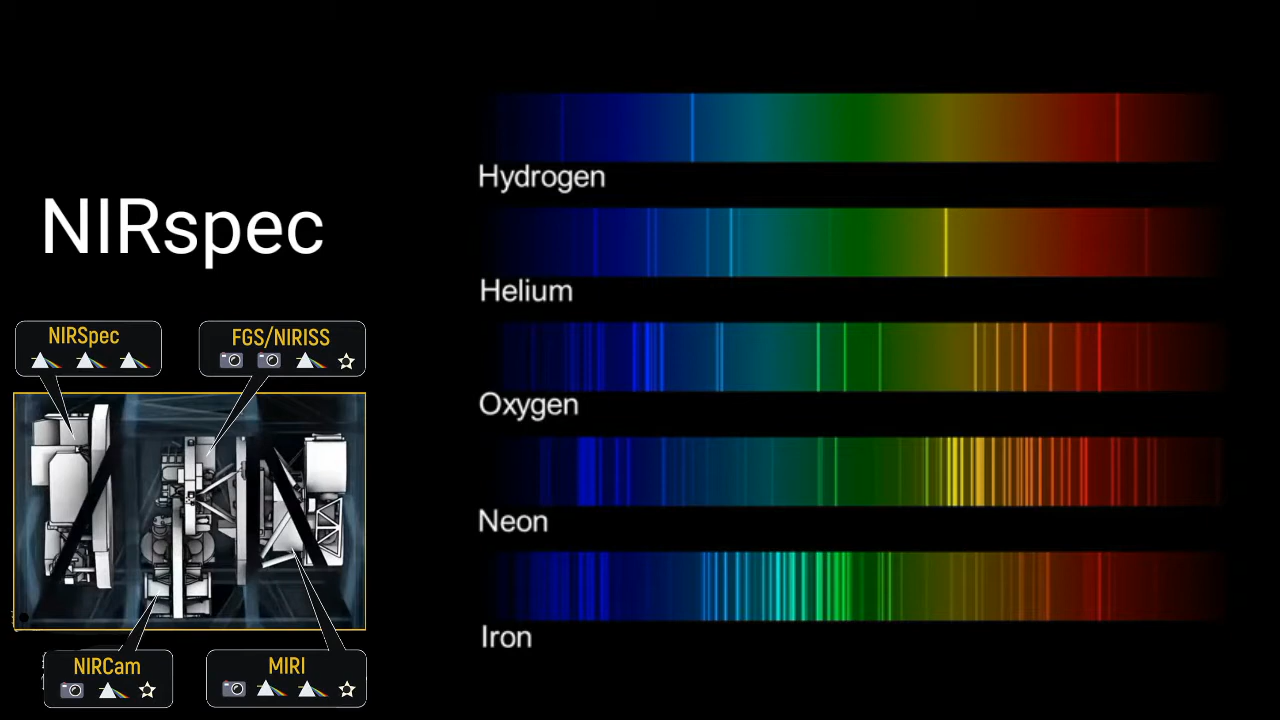 NIRspec
NIRSpec
FGS/NIRISS
NIRCam
MIRI
Hydrogen
Helium
Oxygen
Neon
Iron